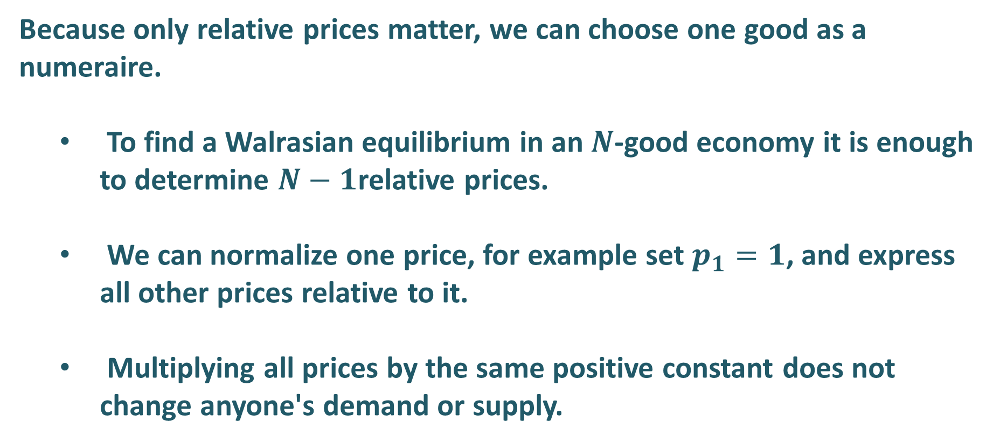 Because only relative prices matter, we can choose one good as a
numeraire.
• To find a Walrasian equilibrium in an N-good economy it is enough
to determine N − 1relative prices.
• We can normalize one price, for example set p₁ = 1, and express
all other prices relative to it.
• Multiplying all prices by the same positive constant does not
change anyone's demand or supply.